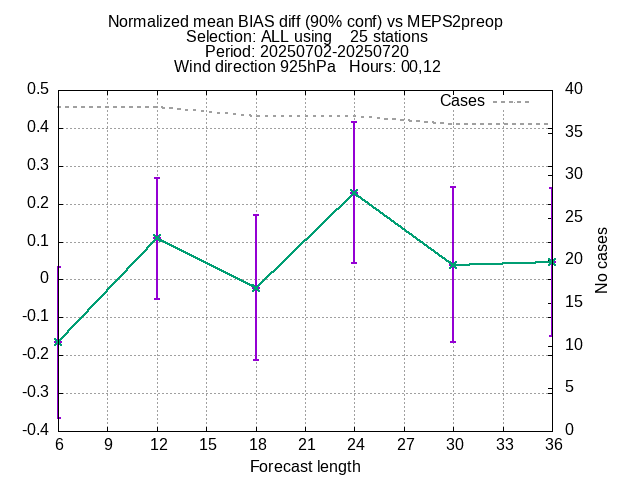 Normalized mean BIAS diff (90% conf) vs MEPS2preop
Selection: ALL using    25 stations
Period: 20250702-20250720
Wind direction 925hPa   Hours: 00,12
0.5
0.4
0.3
0.2
0.1
0
-0.1
-0.2
-0.3
-0.4
Cases
40
35
30
25
20
15
10
5
0
No cases
6 9 12 15 18 21 24 27 30 33 36
Forecast length